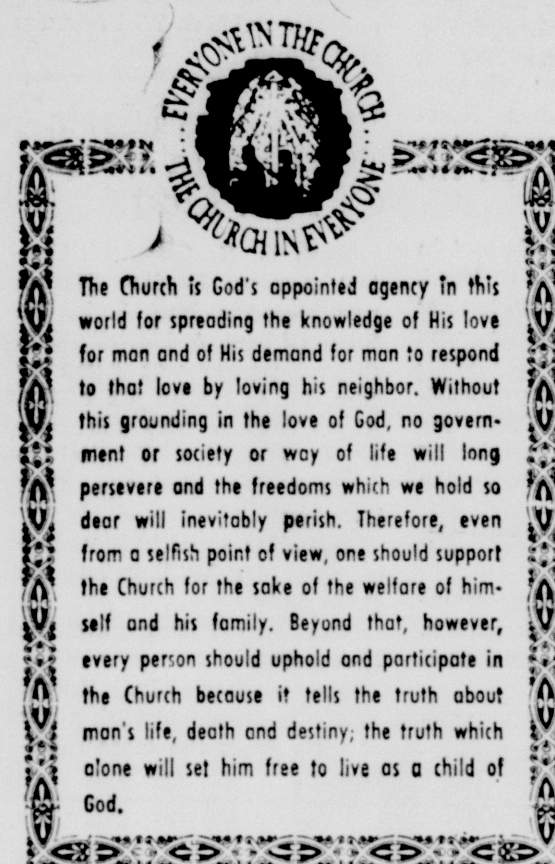 EVERYONE IN THE CHURCH
THE CHURCH IN EVERYONE
The Church is God's appointed agency in this
world for spreading the knowledge of His love
for man and of His demand for man to respond
to that love by loving his neighbor. Without
this grounding in the love of God, no govern-
ment or society or way of life will long
persevere and the freedoms which we hold so
dear will inevitably perish. Therefore, even
from a selfish point of view, one should support
the Church for the sake of the welfare of him-
self and his family. Beyond that, however,
every person should uphold and participate in
the Church because it tells the truth about
man's life, death and destiny; the truth which
alone will set him free to live as a child of
God.